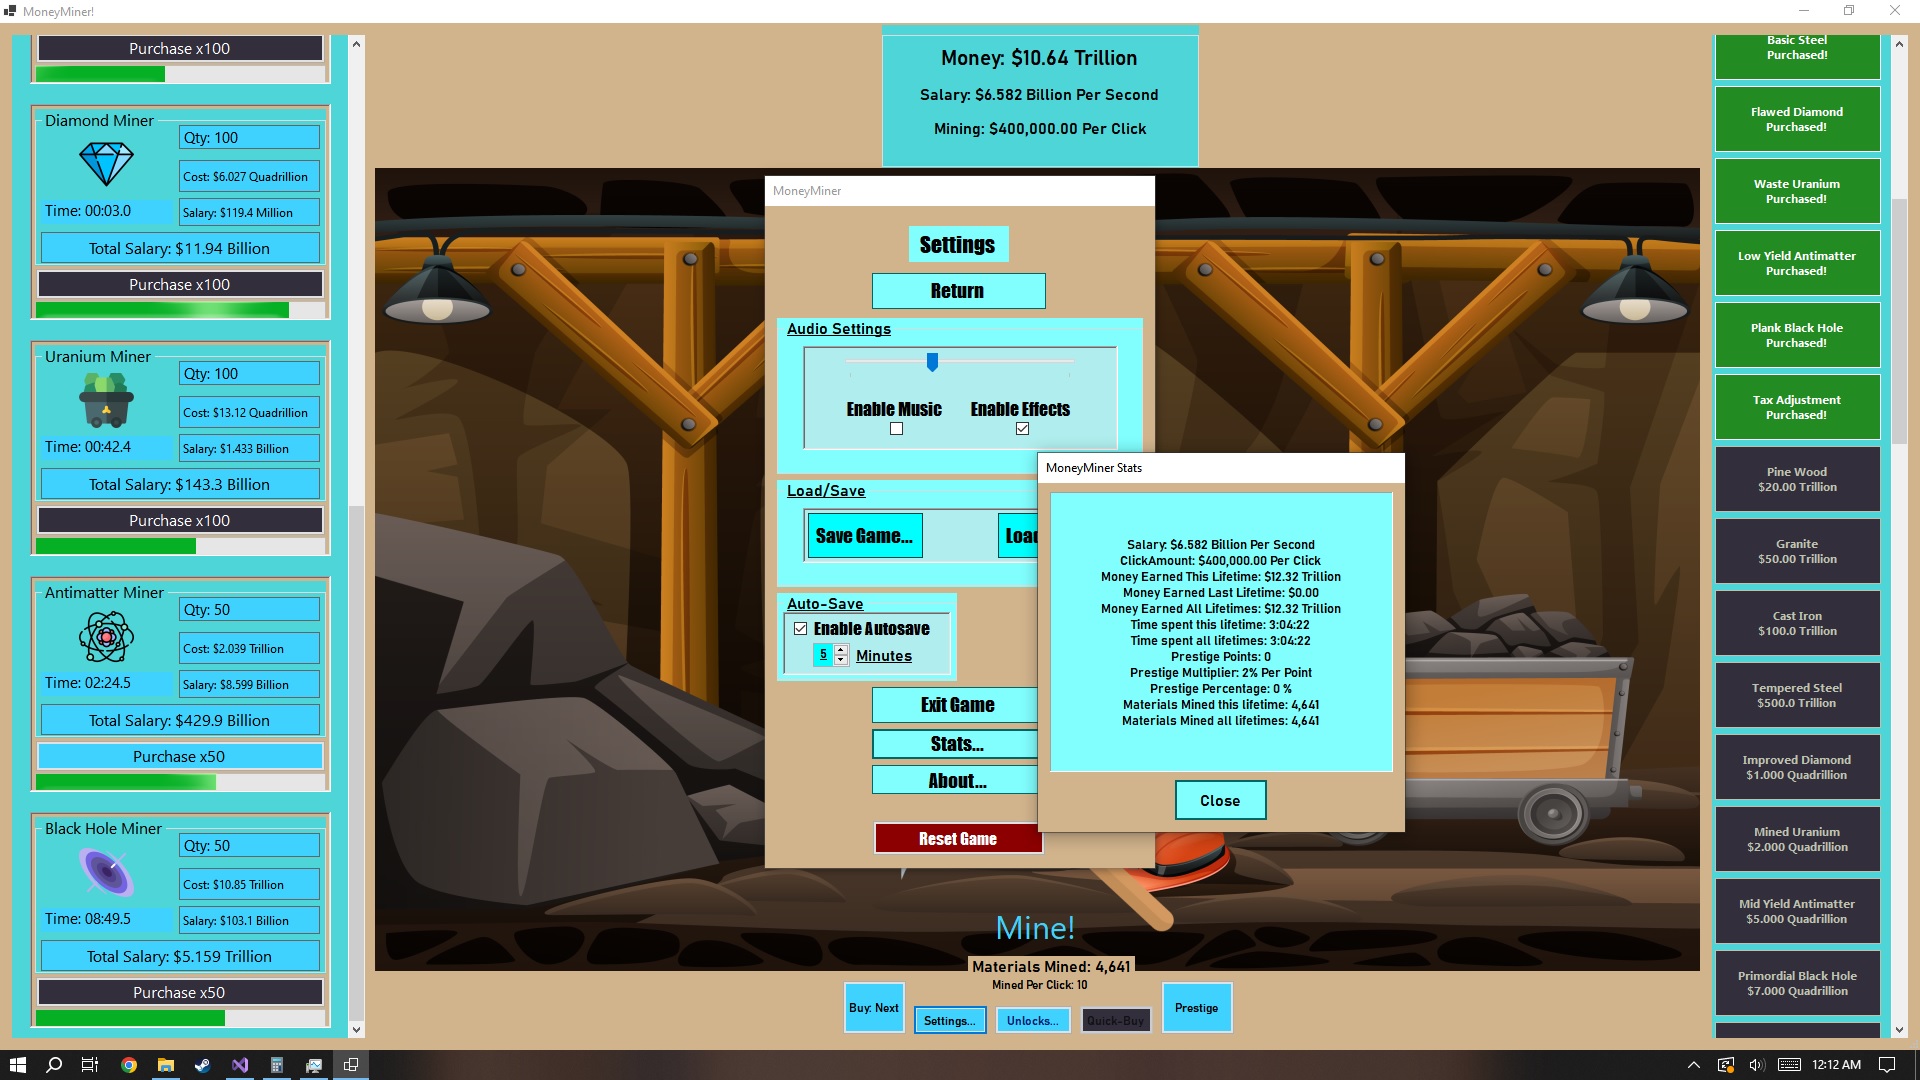 MoneyMiner!
Purchase x100
Diamond Miner
Qty: 100
Cost: $6.027 Quadrillion
Time: 00:03.0
Salary: $119.4 Million
Total Salary: $11.94 Billion
Purchase x100
Uranium Miner
Qty: 100
Cost: $13.12 Quadrillion
Time: 00:42.4
Salary: $1.433 Billion
Total Salary: $143.3 Billion
Purchase x100
Antimatter Miner
Qty: 50
Cost: $2.039 Trillion
Time: 02:24.5
Salary: $8.599 Billion
Total Salary: $429.9 Billion
Purchase x50
Black Hole Miner
Qty: 50
Cost: $10.85 Trillion
Time: 08:49.5
Salary: $103.1 Billion
Total Salary: $5.159 Trillion
Purchase x50
Money: $10.64 Trillion
Salary: $6.582 Billion Per Second
Mining: $400,000.00 Per Click
MoneyMiner
Settings
Return
Audio Settings
Enable Music
Enable Effects
Load/Save
Save Game...
Load
Auto-Save
Enable Autosave
5 Minutes
Exit Game
Stats...
About...
Reset Game
MoneyMiner Stats
Salary: $6.582 Billion Per Second
ClickAmount: $400,000.00 Per Click
Money Earned This Lifetime: $12.32 Trillion
Money Earned Last Lifetime: $0.00
Money Earned All Lifetimes: $12.32 Trillion
Time spent this lifetime: 3:04:22
Time spent all lifetimes: 3:04:22
Prestige Points: 0
Prestige Multiplier: 2% Per Point
Prestige Percentage: 0 %
Materials Mined this lifetime: 4,641
Materials Mined all lifetimes: 4,641
Close
Mine!
Materials Mined: 4,641
Mined Per Click: 10
Buy: Next
Settings...
Unlocks...
Quick-Buy
Prestige
Basic Steel
Purchased!
Flawed Diamond
Purchased!
Waste Uranium
Purchased!
Low Yield Antimatter
Purchased!
Plank Black Hole
Purchased!
Tax Adjustment
Purchased!
Pine Wood
$20.00 Trillion
Granite
$50.00 Trillion
Cast Iron
$100.0 Trillion
Tempered Steel
$500.0 Trillion
Improved Diamond
$1.000 Quadrillion
Mined Uranium
$2.000 Quadrillion
Mid Yield Antimatter
$5.000 Quadrillion
Primordial Black Hole
$7.000 Quadrillion
12:12 AM